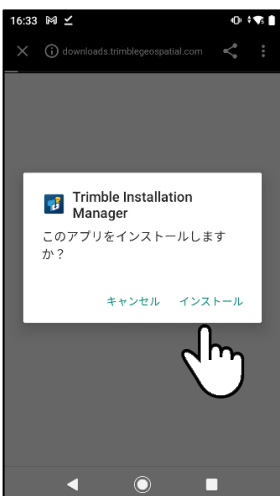 16:33
downloads.trimblegeospatial.com
Trimble Installation
Manager
このアプリをインストールします
か？
キャンセル インストール